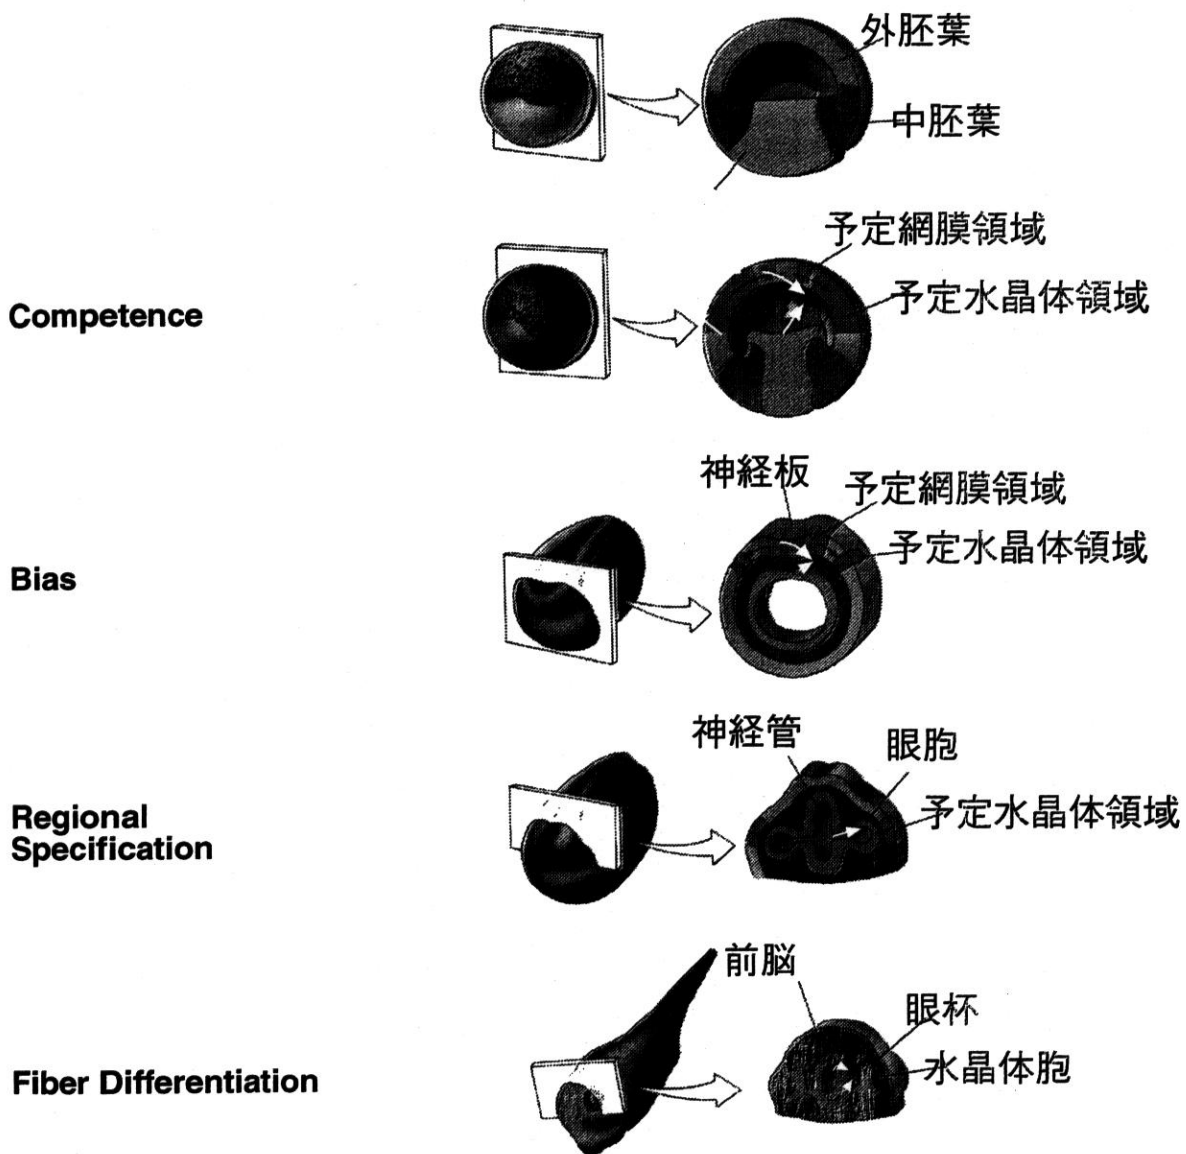 外胚葉
中胚葉
予定網膜領域
Competence
予定水晶体領域
神経板
予定網膜領域
予定水晶体領域
Bias
神経管
眼胞
予定水晶体領域
Regional
Specification
前脳
眼杯
水晶体胞
Fiber Differentiation